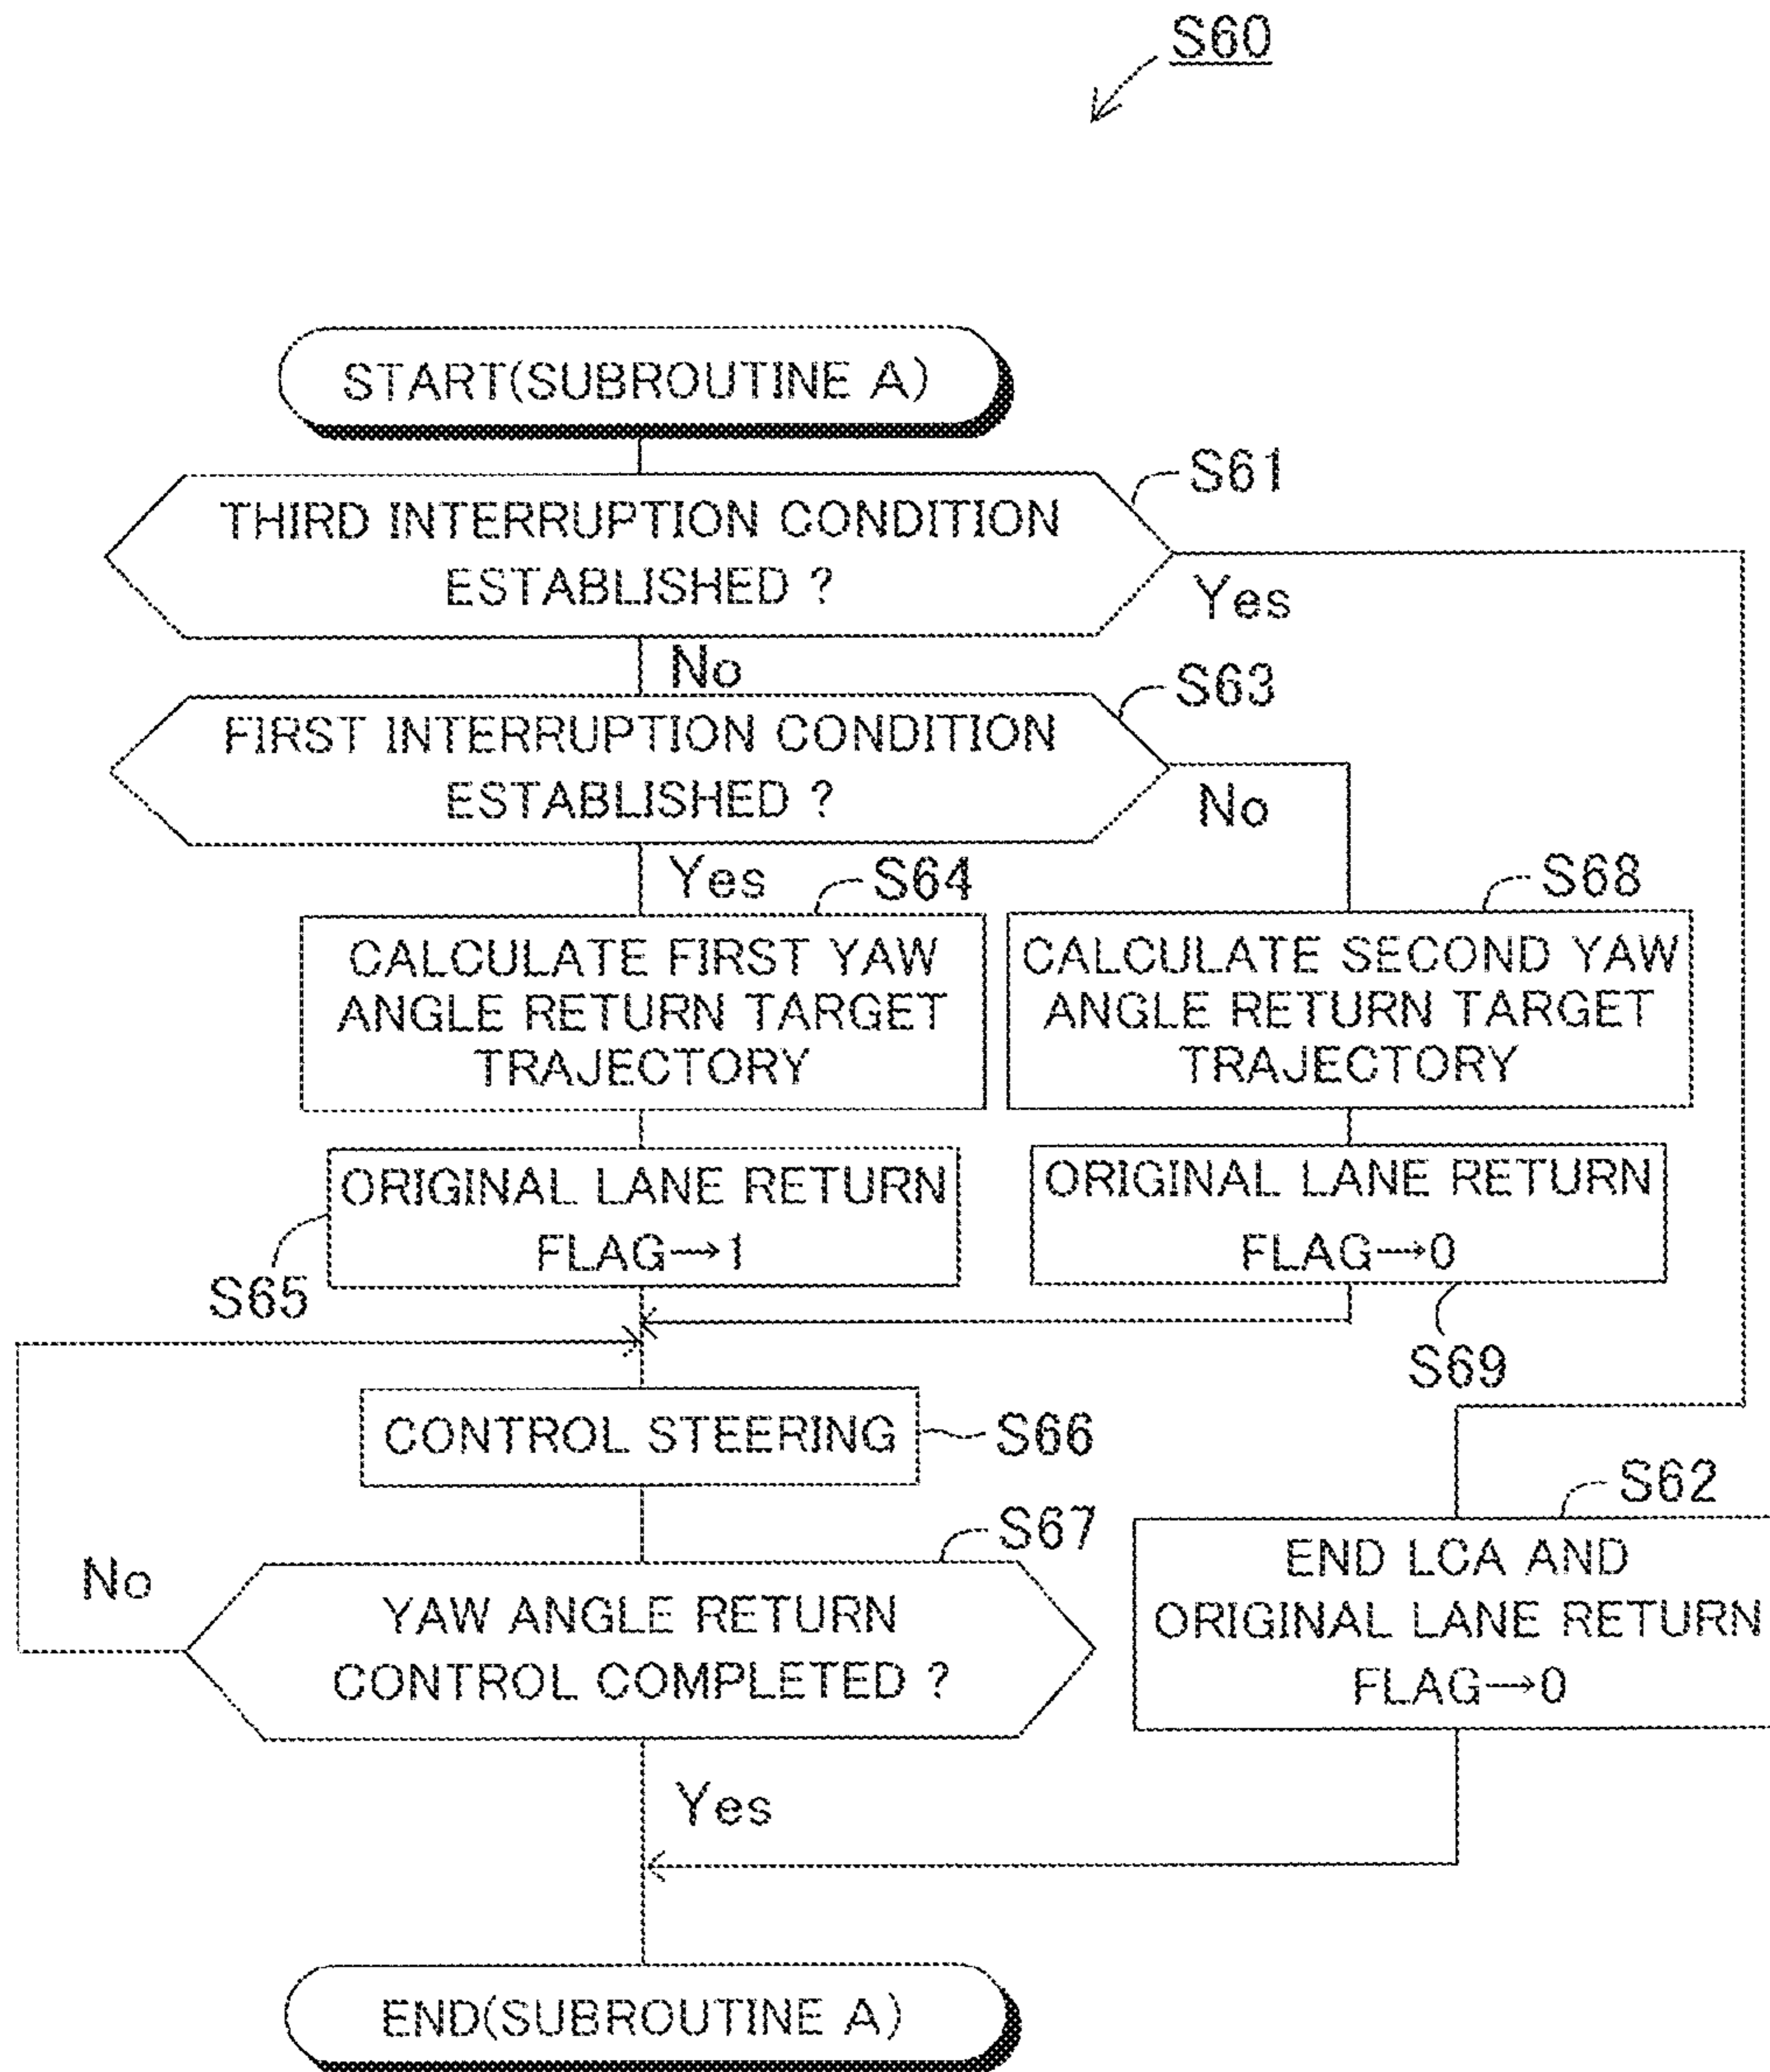 S60
START(SUBROUTINE A)
S61
THIRD INTERRUPTION CONDITION
ESTABLISHED ?
Yes
No
S63
FIRST INTERRUPTION CONDITION
ESTABLISHED ?
No
Yes
S64
S68
CALCULATE FIRST YAW
ANGLE RETURN TARGET
TRAJECTORY
CALCULATE SECOND YAW
ANGLE RETURN TARGET
TRAJECTORY
ORIGINAL LANE RETURN
FLAG→1
ORIGINAL LANE RETURN
FLAG→0
S65
S69
CONTROL STEERING
S66
S62
S67
END LCA AND
ORIGINAL LANE RETURN
FLAG→0
No
YAW ANGLE RETURN
CONTROL COMPLETED ?
Yes
END(SUBROUTINE A)